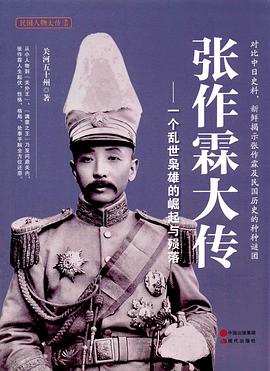 对比中日史料，
新鲜揭示张作霖及民国历史的种种谜团
张作霖大传
——一个乱世枭雄的崛起与殒落
民国人物大传
关河五十州 著
中国出版集团
现代出版社